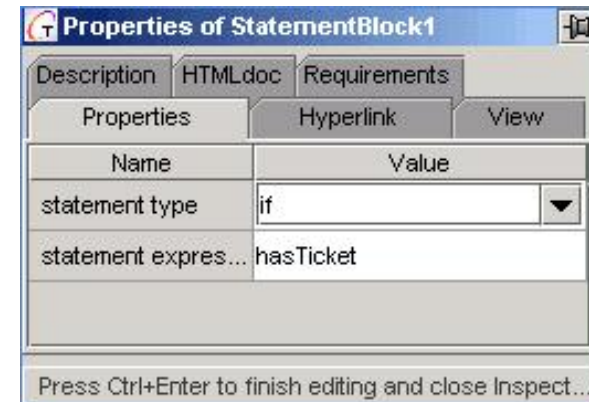 Properties of StatementBlock1
Description HTMLdoc Requirements
Properties Hyperlink View
Name Value
statement type if
statement expres... hasTicket
Press Ctrl+Enter to finish editing and close Inspect...